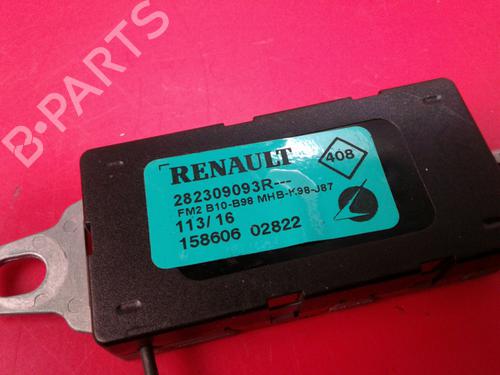 B-PARTS
RENAULT
408
282309093R---
FM2 B10-B98 MHB-K98-J87
113/16
158606 02822